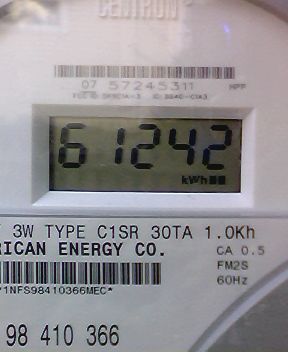 CENTRON
07 57245311
HPP
61242
kWh
3W TYPE C1SR 30TA 1.0Kh
RICAN ENERGY CO.
CA 0.5
FM2S
60Hz
98 410 366